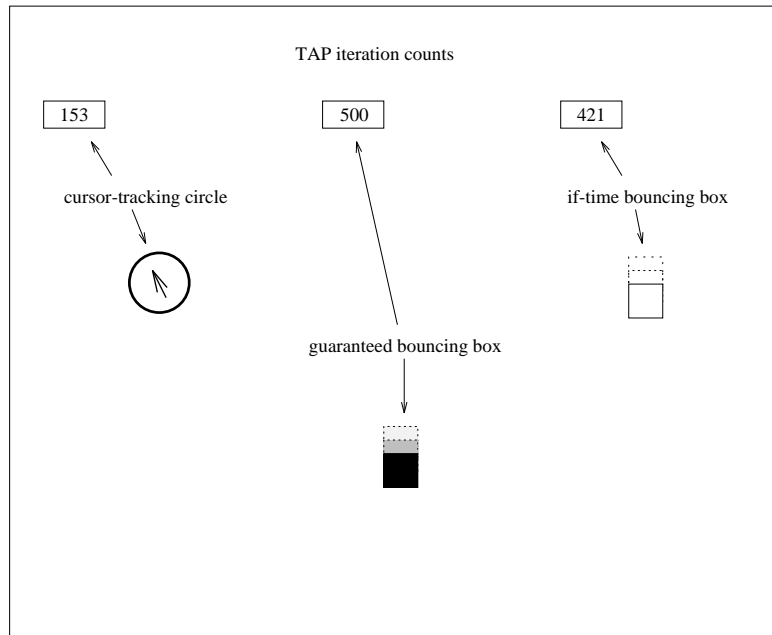 TAP iteration counts
153
500
421
cursor-tracking circle
if-time bouncing box
guaranteed bouncing box